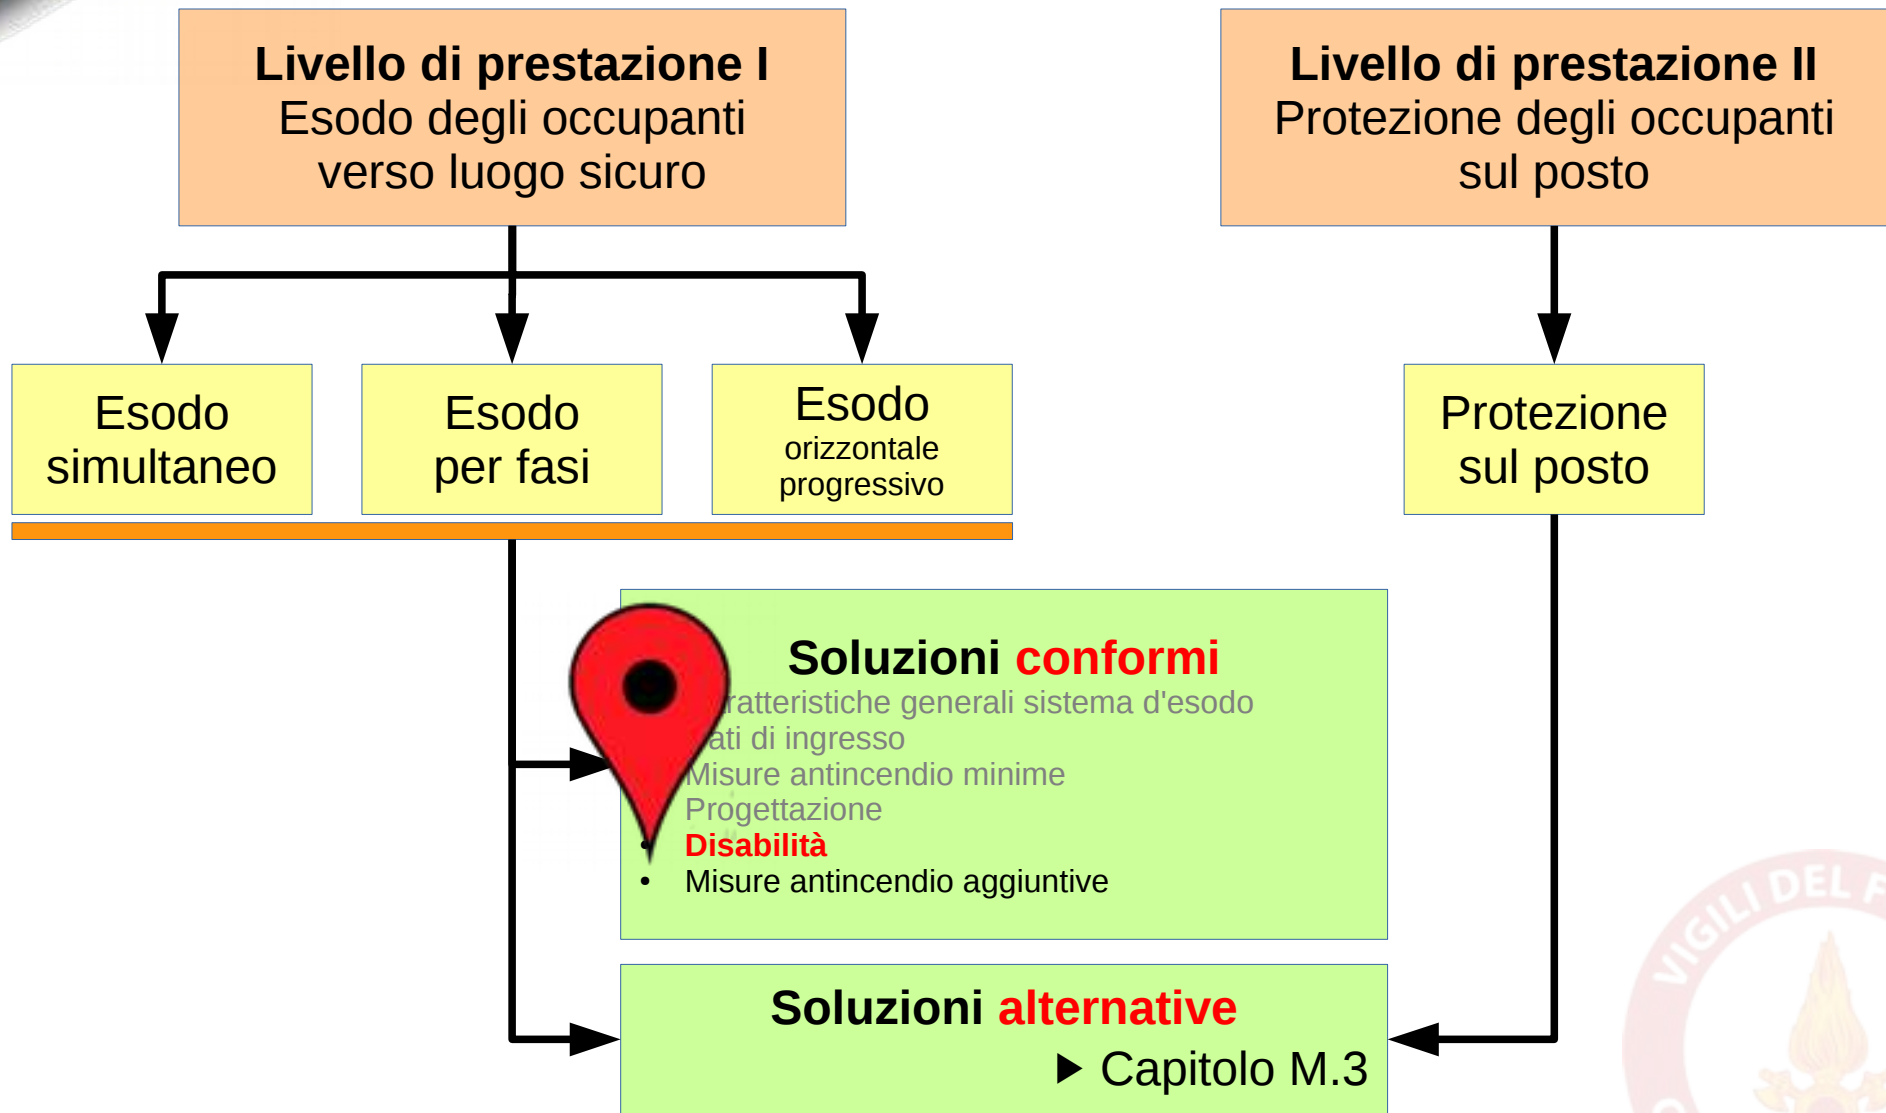 Livello di prestazione I
Esodo degli occupanti
verso luogo sicuro
Livello di prestazione II
Protezione degli occupanti
sul posto
Esodo
simultaneo
Esodo
per fasi
Esodo
orizzontale
progressivo
Protezione
sul posto
Soluzioni conformi
ratteristiche generali sistema d'esodo
ati di ingresso
Misure antincendio minime
Progettazione
• Disabilità
• Misure antincendio aggiuntive
Soluzioni alternative
▶ Capitolo M.3
VIGILI DEL F